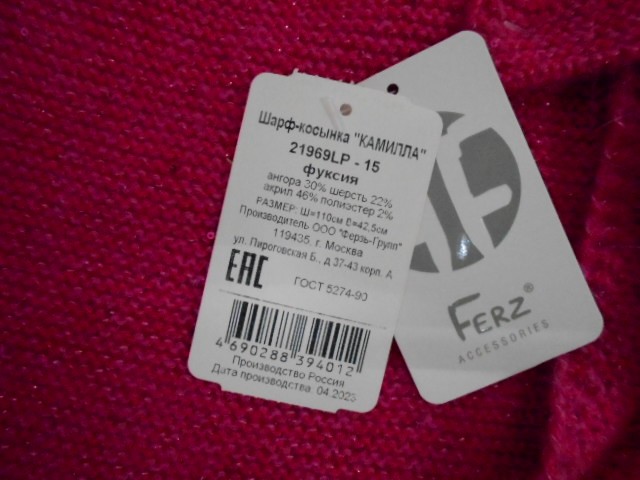 Шарф-косынка "КАМИЛЛА"
21969LP - 15
фуксия
ангора 30% шерсть 22%
акрил 46% полиэстер 2%
РАЗМЕР: Ш=110см В=42,5см
Производитель ООО "Ферзь-Групп"
119435, г. Москва
ул. Пироговская Б., д 37-43 корп. А
ЕАС
ГОСТ 5274-90
4 690288 394012
Производство Россия
Дата производства: 04.2023
FERZ®
ACCESSORIES